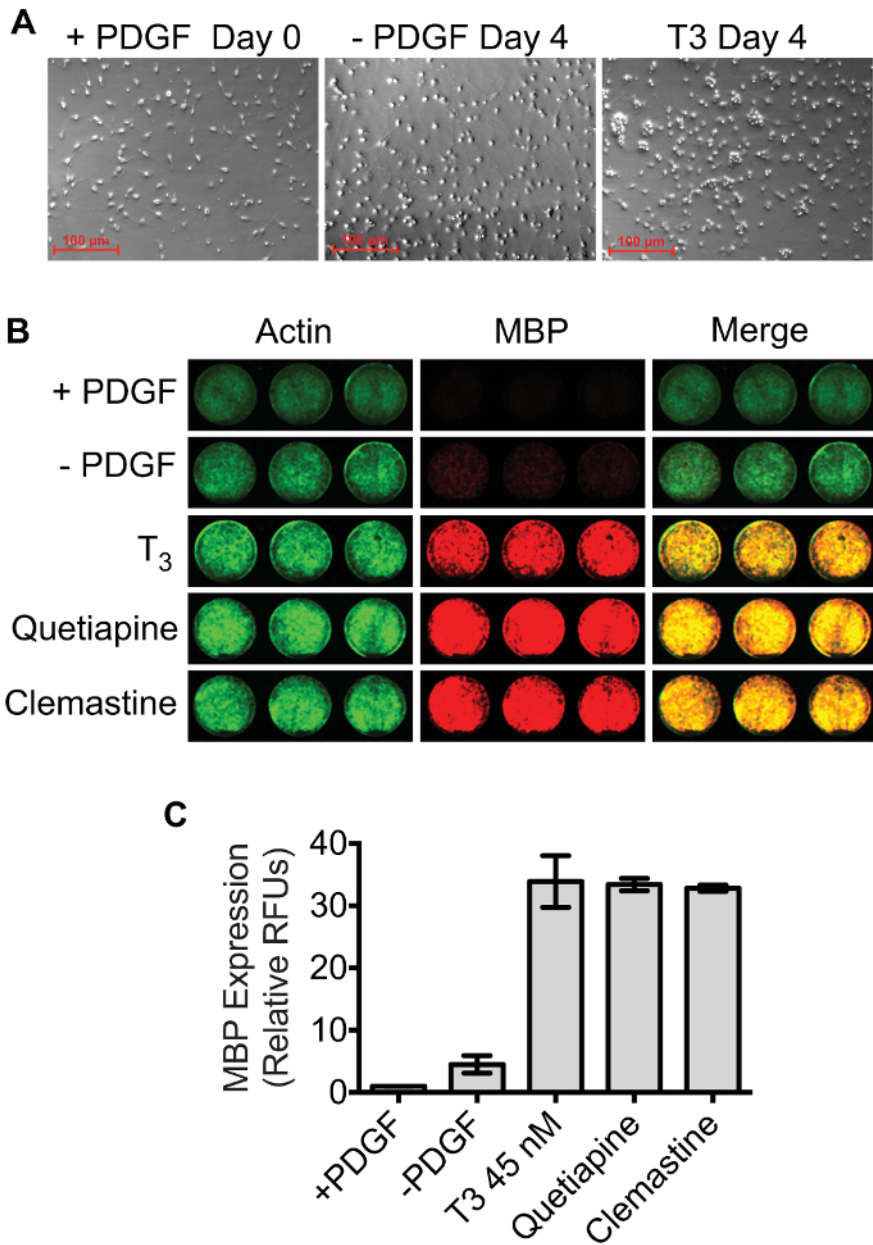 A
+ PDGF Day 0
- PDGF Day 4
T3 Day 4
100 µm
100 µm
100 µm
B
Actin
MBP
Merge
+ PDGF
- PDGF
T3
Quetiapine
Clemastine
C
MBP Expression
(Relative RFUs)
40
30
20
10
0
+PDGF
-PDGF
T3 45 nM
Quetiapine
Clemastine